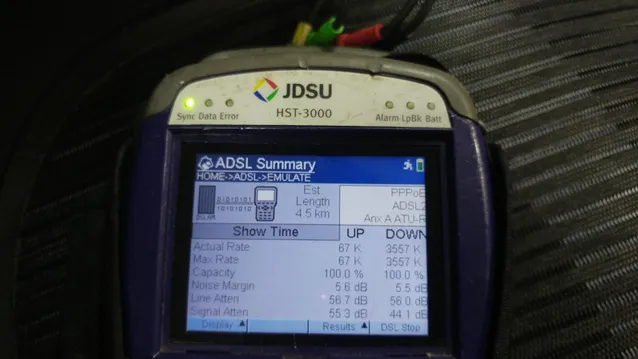 JDSU
HST-3000
Sync Data Error
Alarm LpBk Batt
ADSL Summary
HOME->ADSL->EMULATE
01010101
10101010
DSLAM
Est
Length
4.5 km
PPPoE
ADSL2
Anx A ATU-R
Show Time UP DOWN
Actual Rate 67 K 3557 K
Max Rate 67 K 3557 K
Capacity 100.0 % 100.0 %
Noise Margin 5.6 dB 5.5 dB
Line Atten 56.7 dB 56.0 dB
Signal Atten 55.3 dB 44.1 dB
Display Results DSL Stop